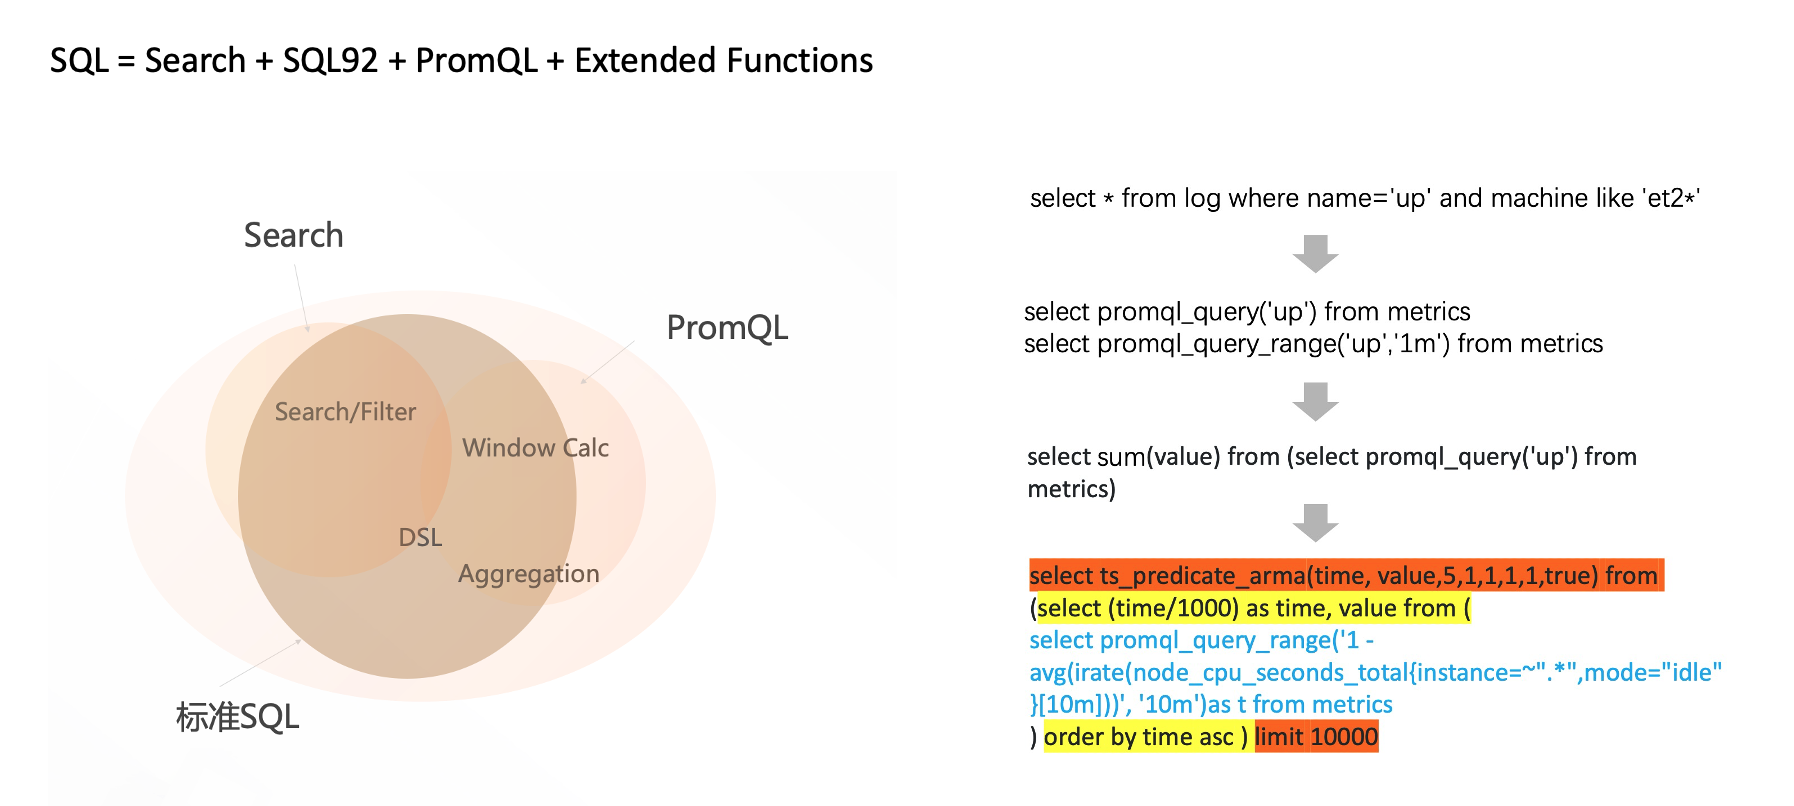 SQL = Search + SQL92 + PromQL + Extended Functions
Search
PromQL
Search/Filter
Window Calc
DSL
Aggregation
标准SQL
select * from log where name='up' and machine like 'et2*'
select promql_query('up') from metrics
select promql_query_range('up','1m') from metrics
select sum(value) from (select promql_query('up') from
metrics)
select ts_predicate_arma(time, value,5,1,1,1,1,true) from
(select (time/1000) as time, value from (
select promql_query_range('1 -
avg(irate(node_cpu_seconds_total{instance=~".*",mode="idle"
}[10m]))', '10m')as t from metrics
) order by time asc ) limit 10000